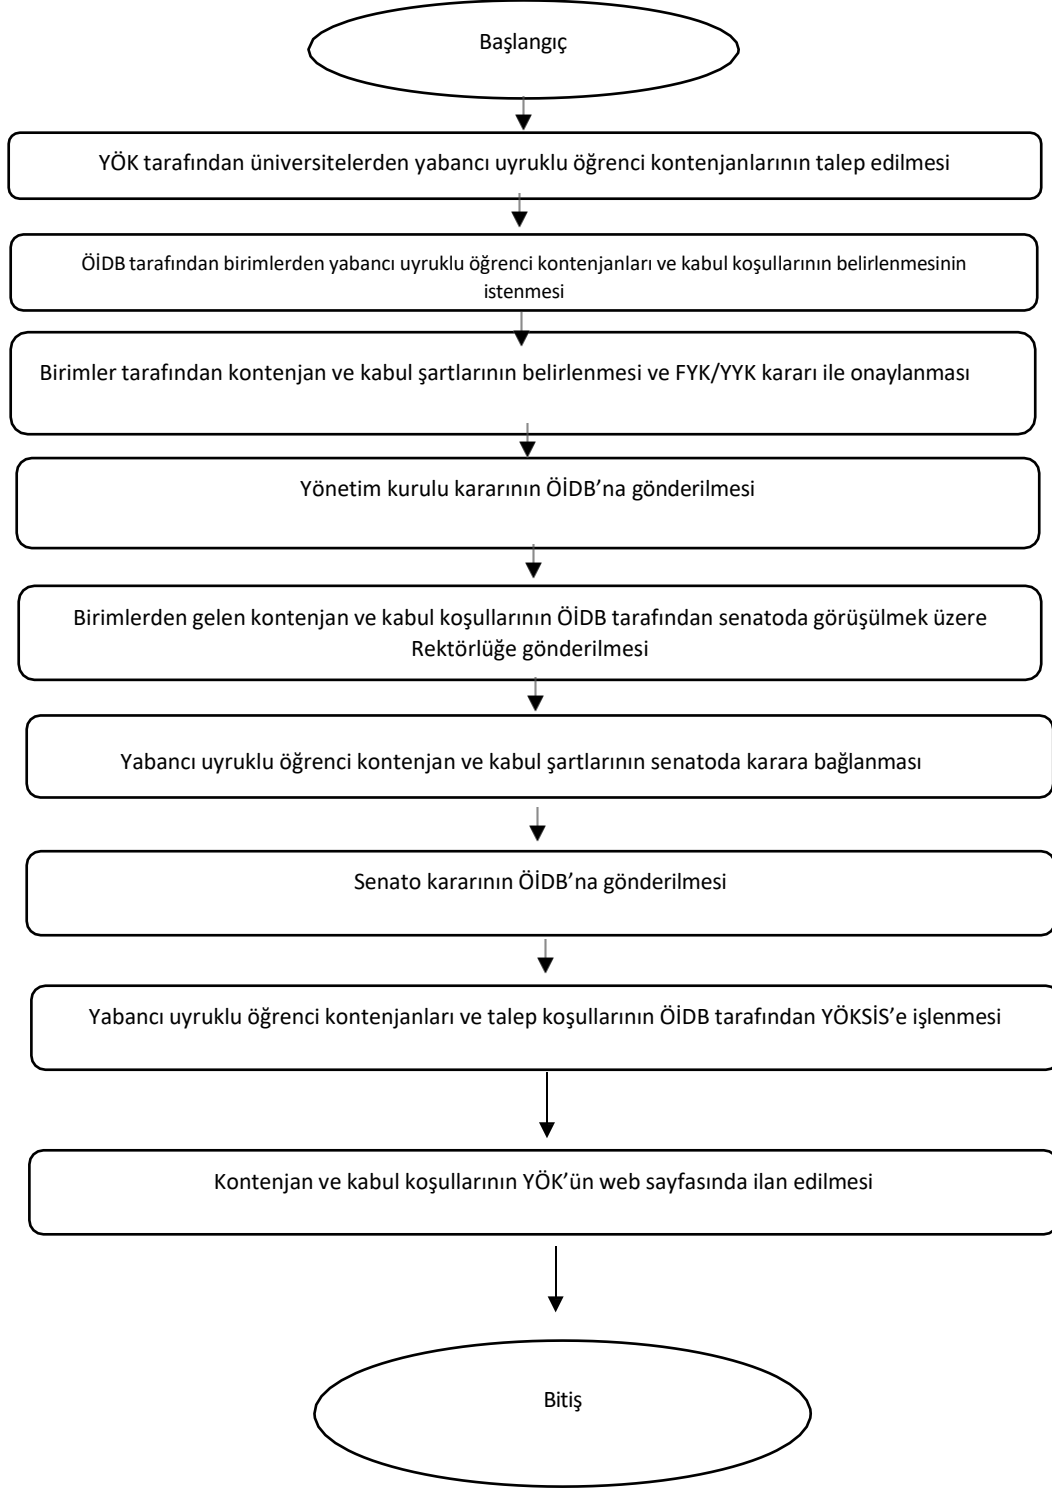 Başlangıç
YÖK tarafından üniversitelerden yabancı uyruklu öğrenci kontenjanlarının talep edilmesi
ÖİDB tarafından birimlerden yabancı uyruklu öğrenci kontenjanları ve kabul koşullarının belirlenmesinin
istenmesi
Birimler tarafından kontenjan ve kabul şartlarının belirlenmesi ve FYK/YYK kararı ile onaylanması
Yönetim kurulu kararının ÖİDB’na gönderilmesi
Birimlerden gelen kontenjan ve kabul koşullarının ÖİDB tarafından senatoda görüşülmek üzere
Rektörlüğe gönderilmesi
Yabancı uyruklu öğrenci kontenjan ve kabul şartlarının senatoda karara bağlanması
Senato kararının ÖİDB’na gönderilmesi
Yabancı uyruklu öğrenci kontenjanları ve talep koşullarının ÖİDB tarafından YÖKSİS’e işlenmesi
Kontenjan ve kabul koşullarının YÖK’ün web sayfasında ilan edilmesi
Bitiş